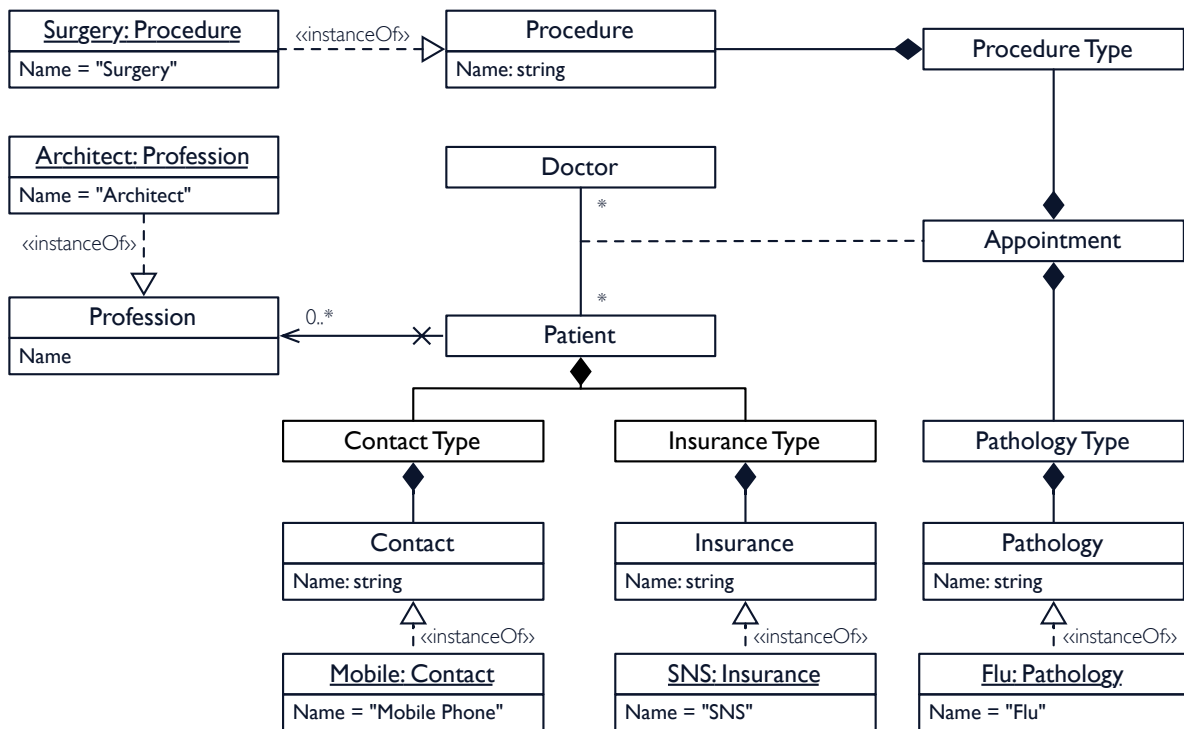 Surgery: Procedure
Name = "Surgery"
«instanceOf»
Procedure
Name: string
Procedure Type
Architect: Profession
Name = "Architect"
«instanceOf»
Doctor
*
Appointment
*
Profession
Name
0..*
Patient
Contact Type
Insurance Type
Pathology Type
Contact
Name: string
Insurance
Name: string
Pathology
Name: string
«instanceOf»
«instanceOf»
«instanceOf»
Mobile: Contact
Name = "Mobile Phone"
SNS: Insurance
Name = "SNS"
Flu: Pathology
Name = "Flu"